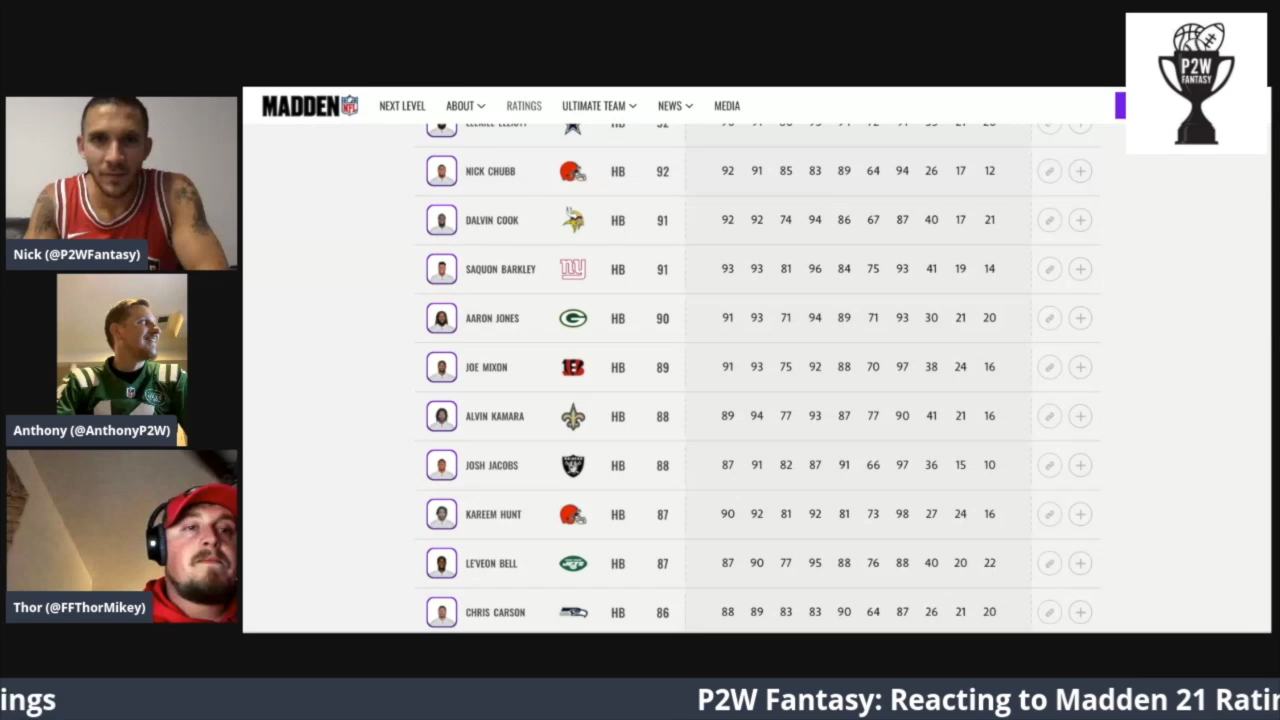 P2W
FANTASY
MADDEN NFL NEXT LEVEL ABOUT RATINGS ULTIMATE TEAM NEWS MEDIA
NICK CHUBB HB 92 92 91 85 83 89 64 94 26 17 12
DALVIN COOK HB 91 92 92 74 94 86 67 87 40 17 21
SAQUON BARKLEY ny HB 91 93 93 81 96 84 75 93 41 19 14
AARON JONES G HB 90 91 93 71 94 89 71 93 30 21 20
JOE MIXON B HB 89 91 93 75 92 88 70 97 38 24 16
ALVIN KAMARA HB 88 89 94 77 93 87 77 90 41 21 16
JOSH JACOBS RAIDERS HB 88 87 91 82 87 91 66 97 36 15 10
KAREEM HUNT HB 87 90 92 81 92 81 73 98 27 24 16
LE'VEON BELL JETS HB 87 87 90 77 95 88 76 88 40 20 22
CHRIS CARSON HB 86 88 89 83 83 90 64 87 26 21 20
Nick (@P2WFantasy)
Anthony (@AnthonyP2W)
Thor (@FFThorMikey)
ings P2W Fantasy: Reacting to Madden 21 Ratin